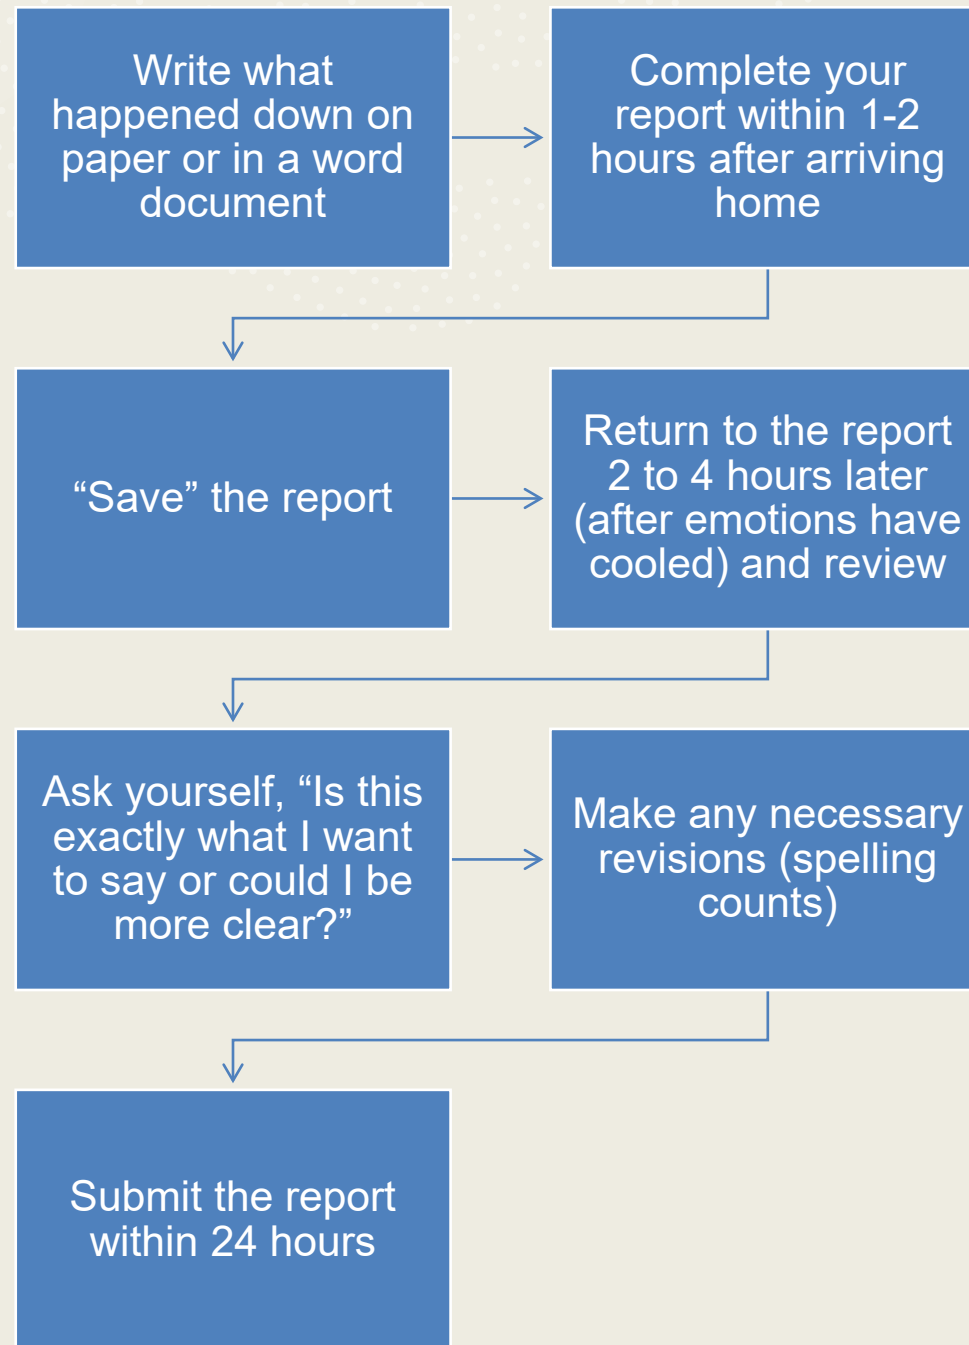 Write what
happened down on
paper or in a word
document
Complete your
report within 1-2
hours after arriving
home
“Save” the report
Return to the report
2 to 4 hours later
(after emotions have
cooled) and review
Ask yourself, “Is this
exactly what I want
to say or could I be
more clear?”
Make any necessary
revisions (spelling
counts)
Submit the report
within 24 hours